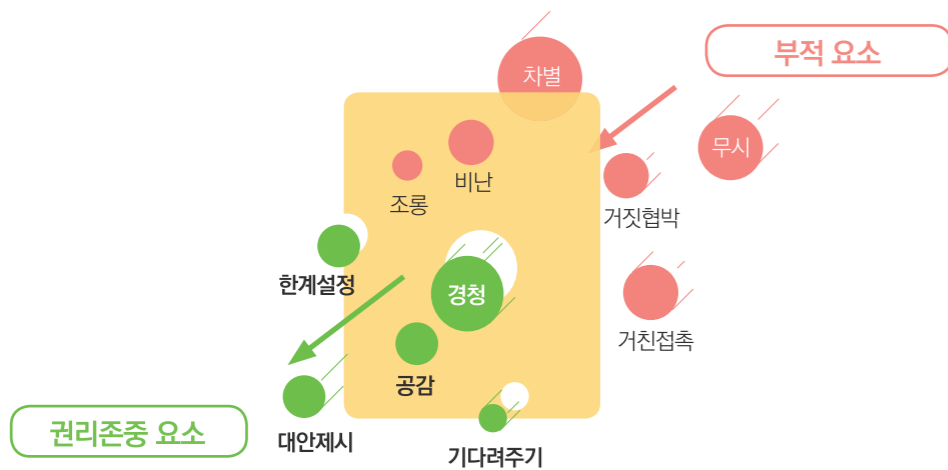 부적 요소
차별
무시
비난
조롱
거짓협박
한계설정
경청
거친접촉
공감
대안제시
권리존중 요소
기다려주기